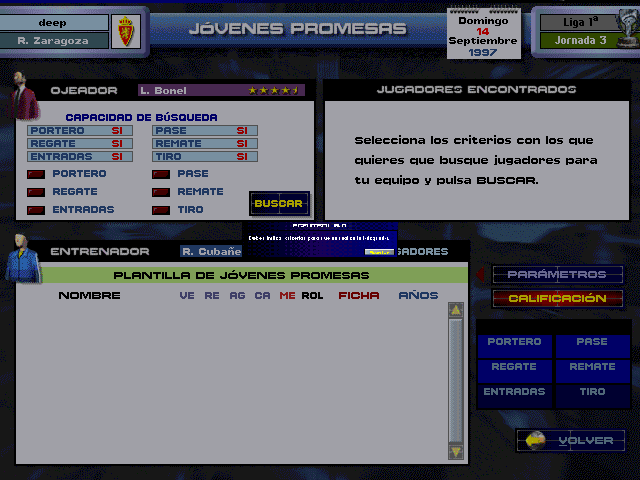 deep
R. Zaragoza
JÓVENES PROMESAS
Domingo
14
Septiembre
1997
Liga 1ª
Jornada 3
OJEADOR L. Bonel
CAPACIDAD DE BÚSQUEDA
PORTERO SI PASE SI
REGATE SI REMATE SI
ENTRADAS SI TIRO SI
PORTERO PASE
REGATE REMATE
ENTRADAS TIRO
BUSCAR
JUGADORES ENCONTRADOS
Selecciona los criterios con los que
quieres que busque jugadores para
tu equipo y pulsa BUSCAR.
ENTRENADOR R. Cubañe
GADORES
PLANTILLA DE JÓVENES PROMESAS
NOMBRE VE RE AG CA ME ROL FICHA AÑOS
PARÁMETROS
CALIFICACIÓN
PORTERO PASE
REGATE REMATE
ENTRADAS TIRO
VOLVER